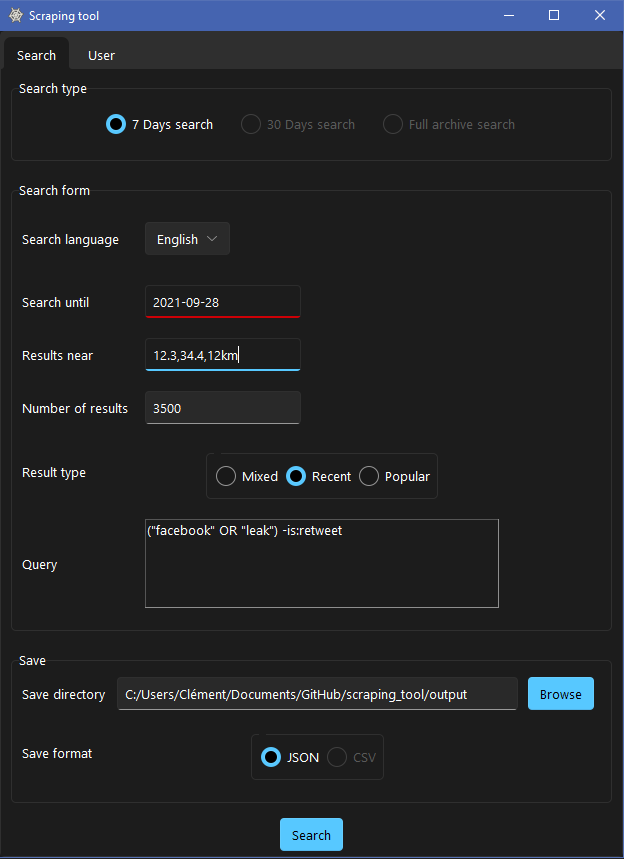 Scraping tool
Search User
Search type
7 Days search 30 Days search Full archive search
Search form
Search language English
Search until 2021-09-28
Results near 12.3,34.4,12km
Number of results 3500
Result type Mixed Recent Popular
Query ("facebook" OR "leak") -is:retweet
Save
Save directory C:/Users/Clément/Documents/GitHub/scraping_tool/output Browse
Save format JSON CSV
Search